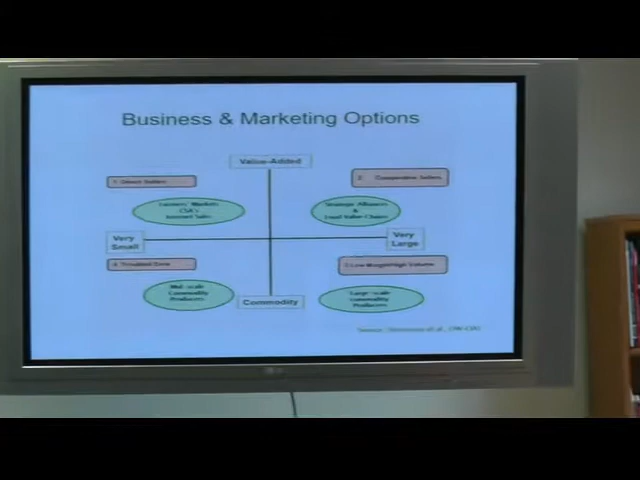 Business & Marketing Options
Value-Added
1 Direct Sellers
2 Cooperative Sellers
Farmers' Markets
CSA's
Internet Sales
Strategic Alliances
&
Food Value Chains
Very
Small
Very
Large
4 Troubled Zone
3 Low Margin/High Volume
Mid-scale
Commodity
Producers
Commodity
Large-scale
Commodity
Producers
Source:
LG